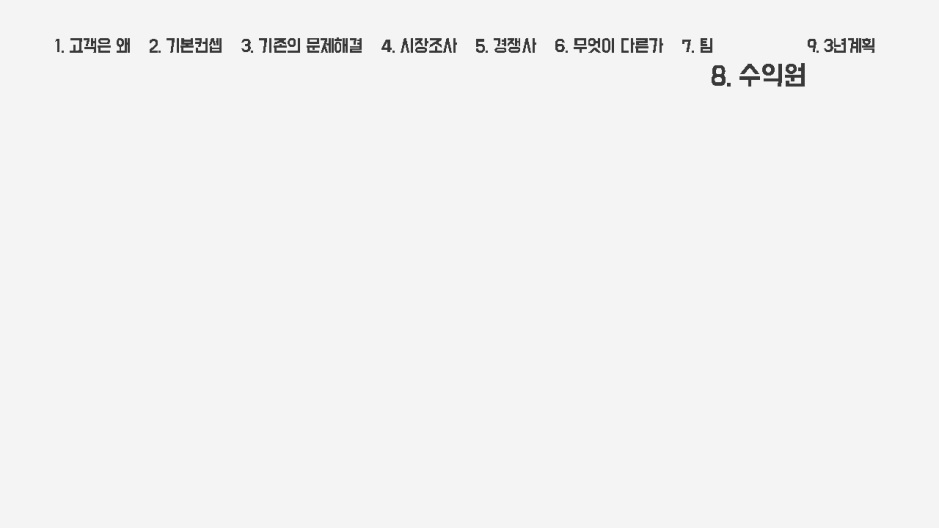 1. 고객은 왜 2. 기본컨셉 3. 기존의 문제해결 4. 시장조사 5. 경쟁사 6. 무엇이 다른가 7. 팀 9. 3년계획
8. 수익원